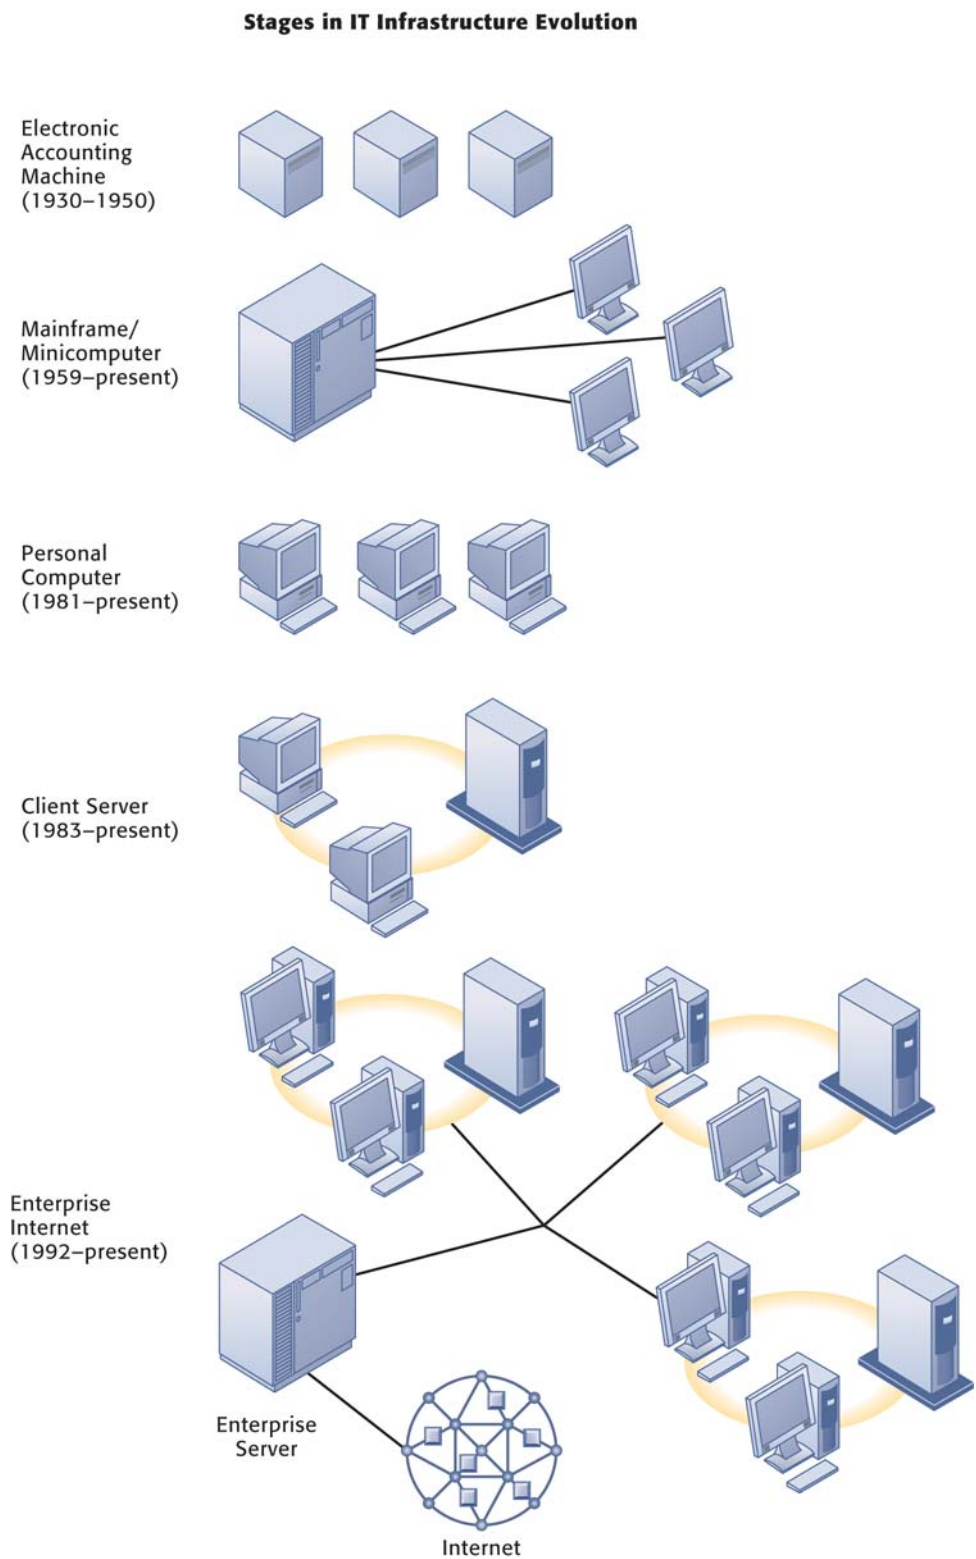 Stages in IT Infrastructure Evolution
Electronic
Accounting
Machine
(1930–1950)
Mainframe/
Minicomputer
(1959–present)
Personal
Computer
(1981–present)
Client Server
(1983–present)
Enterprise
Internet
(1992–present)
Enterprise
Server
Internet